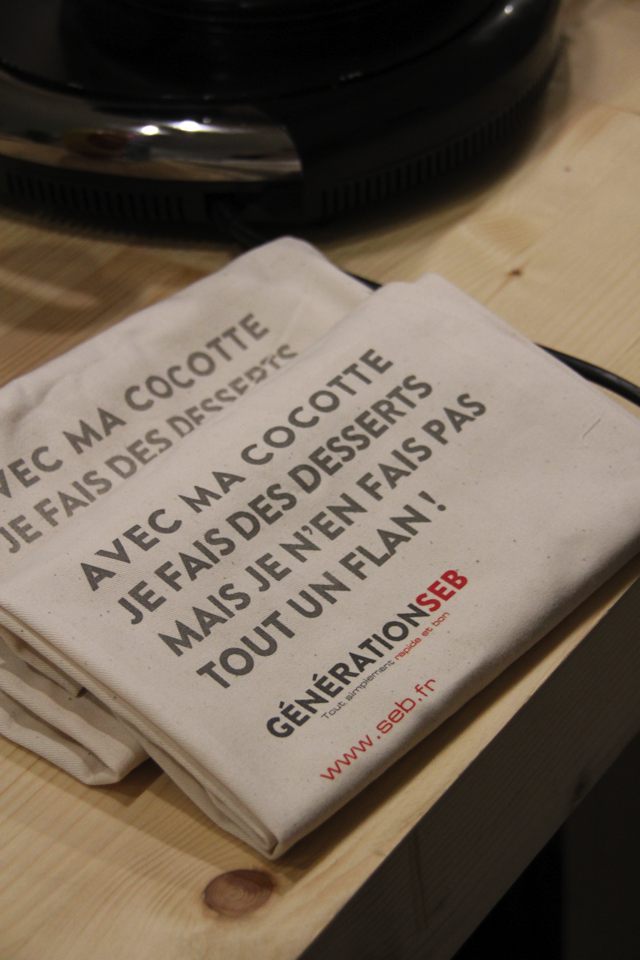 AVEC MA COCOTTE
JE FAIS DES DESSERTS
AVEC MA COCOTTE
JE FAIS DES DESSERTS
MAIS JE N'EN FAIS PAS
TOUT UN FLAN !
GÉNÉRATIONSEB
Tout simplement rapide et bon
www.seb.fr